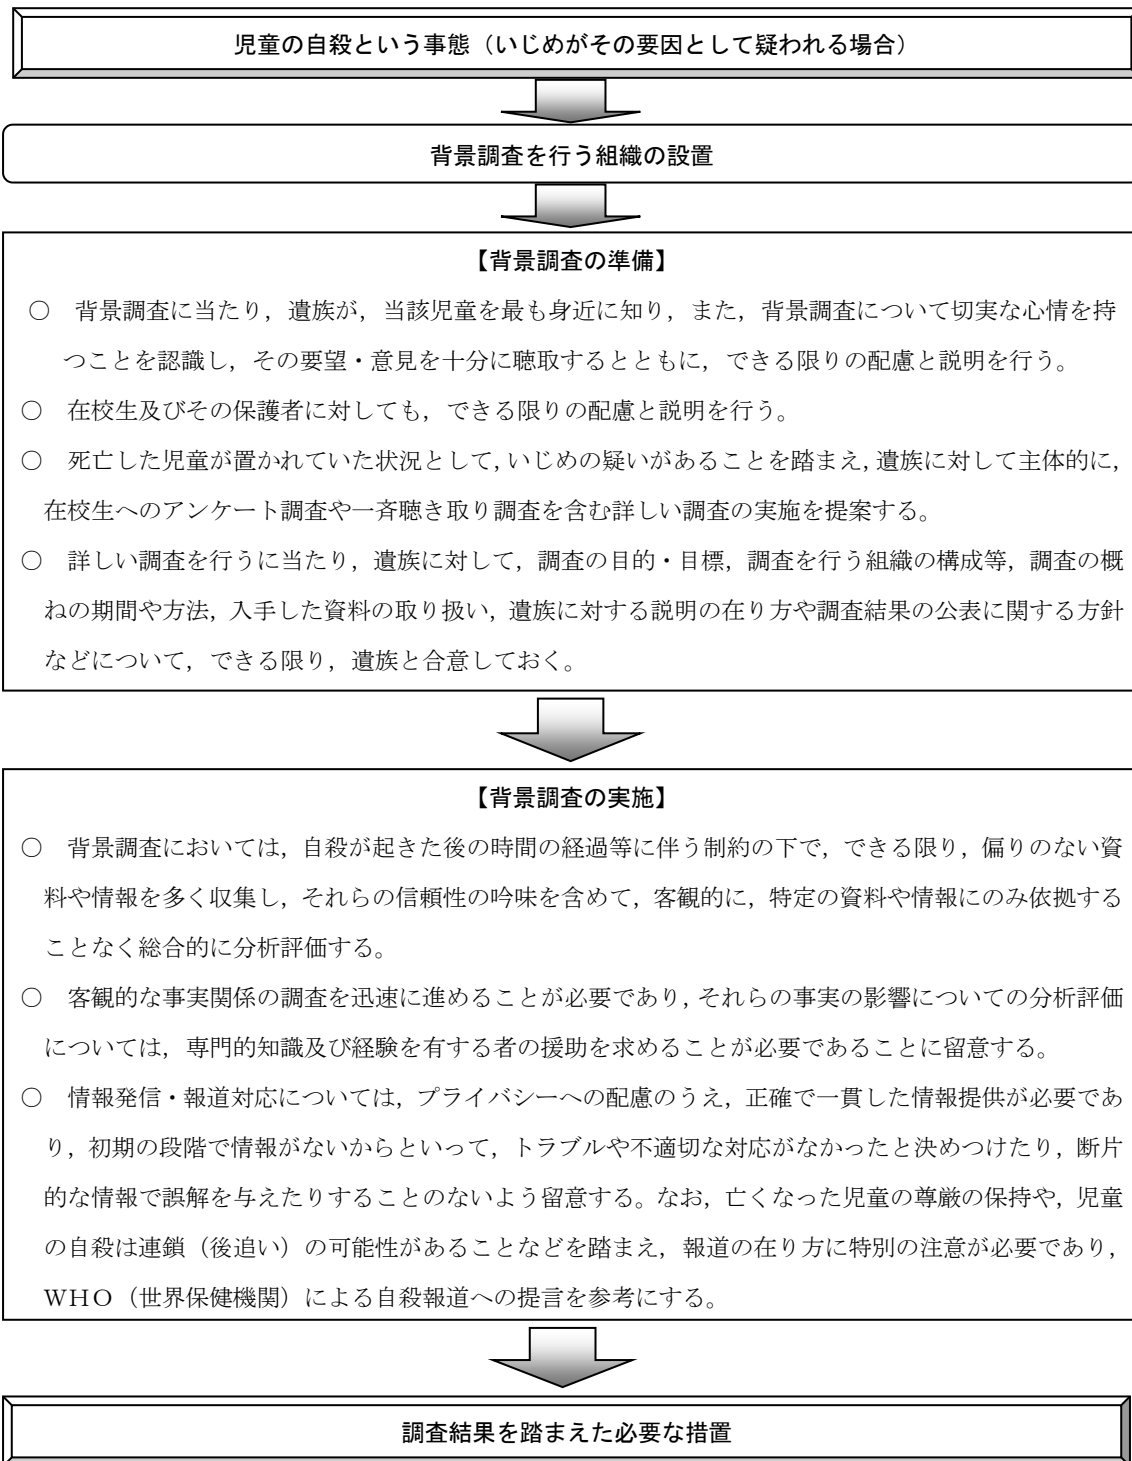 児童の自殺という事態（いじめがその要因として疑われる場合）
背景調査を行う組織の設置
【背景調査の準備】
○　背景調査に当たり，遺族が，当該児童を最も身近に知り，また，背景調査について切実な心情を持
つことを認識し，その要望・意見を十分に聴取するとともに，できる限りの配慮と説明を行う。
○　在校生及びその保護者に対しても，できる限りの配慮と説明を行う。
○　死亡した児童が置かれていた状況として，いじめの疑いがあることを踏まえ，遺族に対して主体的に，
在校生へのアンケート調査や一斉聴き取り調査を含む詳しい調査の実施を提案する。
○　詳しい調査を行うに当たり，遺族に対して，調査の目的・目標，調査を行う組織の構成等，調査の概
ねの期間や方法，入手した資料の取り扱い，遺族に対する説明の在り方や調査結果の公表に関する方針
などについて，できる限り，遺族と合意しておく。
【背景調査の実施】
○　背景調査においては，自殺が起きた後の時間の経過等に伴う制約の下で，できる限り，偏りのない資
料や情報を多く収集し，それらの信頼性の吟味を含めて，客観的に，特定の資料や情報にのみ依拠する
ことなく総合的に分析評価する。
○　客観的な事実関係の調査を迅速に進めることが必要であり，それらの事実の影響についての分析評価
については，専門的知識及び経験を有する者の援助を求めることが必要であることに留意する。
○　情報発信・報道対応については，プライバシーへの配慮のうえ，正確で一貫した情報提供が必要であ
り，初期の段階で情報がないからといって，トラブルや不適切な対応がなかったと決めつけたり，断片
的な情報で誤解を与えたりすることのないよう留意する。なお，亡くなった児童の尊厳の保持や，児童
の自殺は連鎖（後追い）の可能性があることなどを踏まえ，報道の在り方に特別の注意が必要であり，
ＷＨＯ（世界保健機関）による自殺報道への提言を参考にする。
調査結果を踏まえた必要な措置